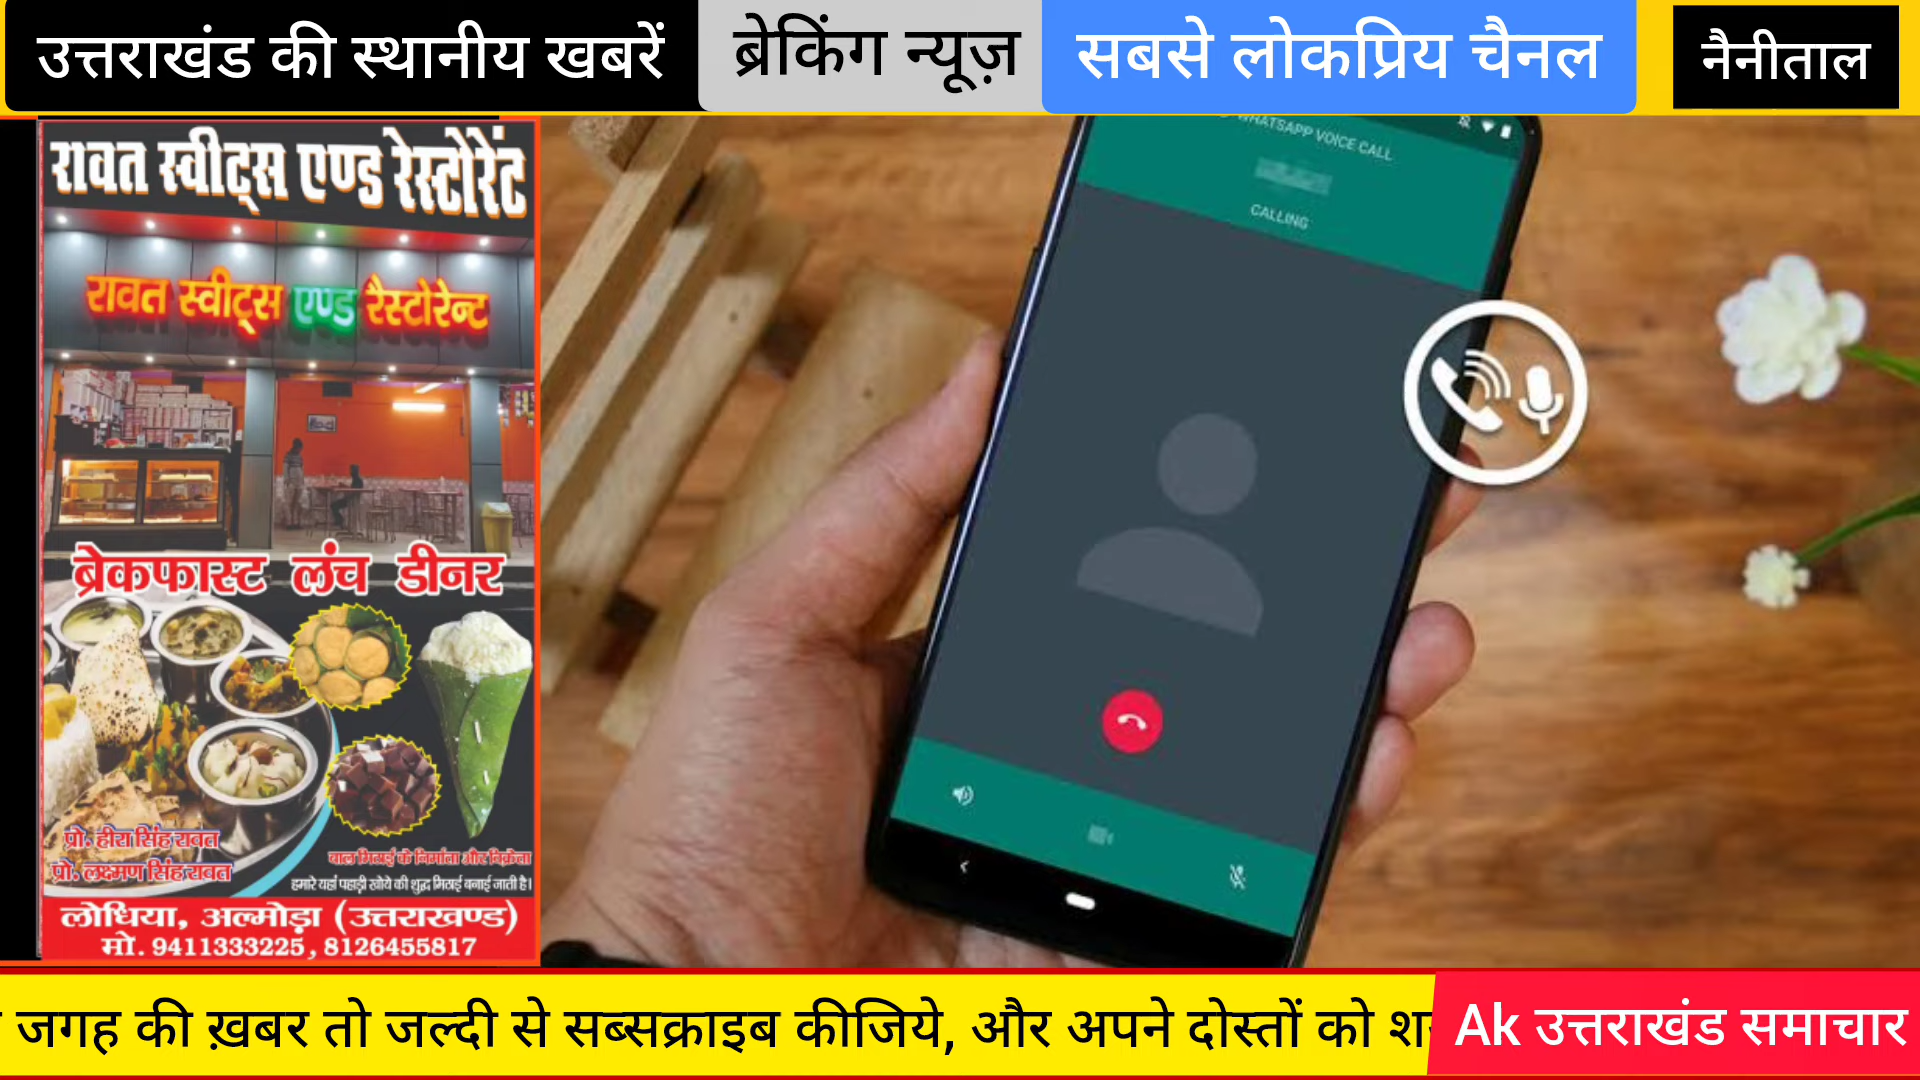 उत्तराखंड की स्थानीय खबरें
ब्रेकिंग न्यूज़
सबसे लोकप्रिय चैनल
नैनीताल
रावत स्वीट्स एण्ड रेस्टोरेंट
रावत स्वीट्स एण्ड रैस्टोरेन्ट
ब्रेकफास्ट लंच डीनर
प्रो. हीरा सिंह रावत
प्रो. लक्ष्मण सिंह रावत
बाल मिठाई के निर्माता और विक्रेता
हमारे यहां पहाड़ी खोये की शुद्ध मिठाई बनाई जाती है।
लोधिया, अल्मोड़ा (उत्तराखण्ड)
मो. 9411333225, 8126455817
WHATSAPP VOICE CALL
CALLING
जगह की ख़बर तो जल्दी से सब्सक्राइब कीजिये, और अपने दोस्तों को
Ak उत्तराखंड समाचार